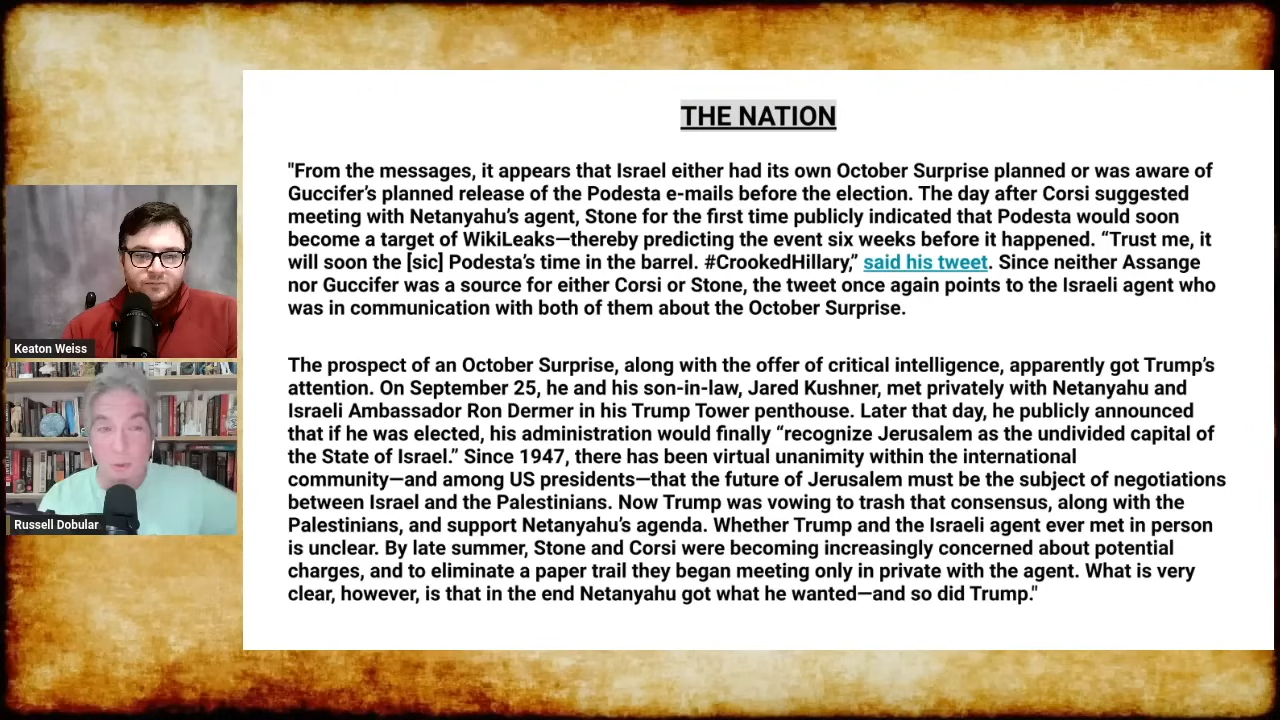 THE NATION
"From the messages, it appears that Israel either had its own October Surprise planned or was aware of
Guccifer’s planned release of the Podesta e-mails before the election. The day after Corsi suggested
meeting with Netanyahu’s agent, Stone for the first time publicly indicated that Podesta would soon
become a target of WikiLeaks—thereby predicting the event six weeks before it happened. “Trust me, it
will soon the [sic] Podesta’s time in the barrel. #CrookedHillary,” said his tweet. Since neither Assange
nor Guccifer was a source for either Corsi or Stone, the tweet once again points to the Israeli agent who
was in communication with both of them about the October Surprise.
The prospect of an October Surprise, along with the offer of critical intelligence, apparently got Trump’s
attention. On September 25, he and his son-in-law, Jared Kushner, met privately with Netanyahu and
Israeli Ambassador Ron Dermer in his Trump Tower penthouse. Later that day, he publicly announced
that if he was elected, his administration would finally “recognize Jerusalem as the undivided capital of
the State of Israel.” Since 1947, there has been virtual unanimity within the international
community—and among US presidents—that the future of Jerusalem must be the subject of negotiations
between Israel and the Palestinians. Now Trump was vowing to trash that consensus, along with the
Palestinians, and support Netanyahu’s agenda. Whether Trump and the Israeli agent ever met in person
is unclear. By late summer, Stone and Corsi were becoming increasingly concerned about potential
charges, and to eliminate a paper trail they began meeting only in private with the agent. What is very
clear, however, is that in the end Netanyahu got what he wanted—and so did Trump."
Keaton Weiss
Russell Dobular